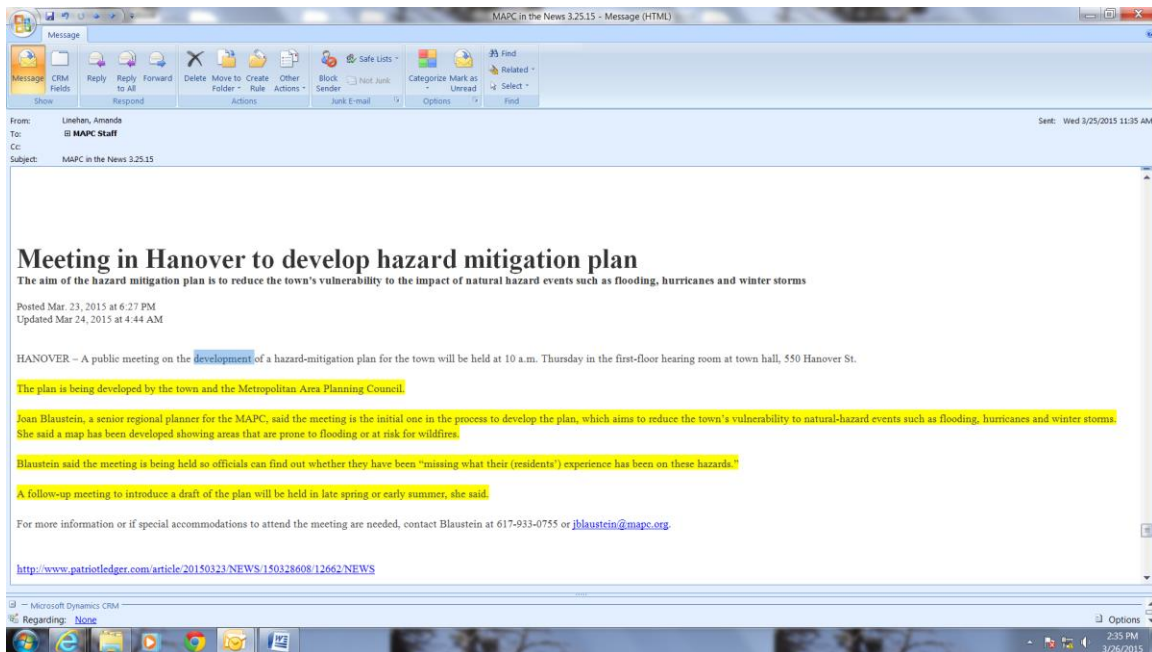 MAPC in the News 3.25.15 - Message (HTML)
Message
Message
CRM Fields
Reply
Reply to All
Forward
Delete
Move to Folder
Create Rule
Other Actions
Block Sender
Safe Lists
Not Junk
Categorize
Mark as Unread
Find
Related
Select
Show
Respond
Actions
Junk E-mail
Options
Find
From: Linehan, Amanda
Sent: Wed 3/25/2015 11:35 AM
To: MAPC Staff
Cc:
Subject: MAPC in the News 3.25.15
Meeting in Hanover to develop hazard mitigation plan
The aim of the hazard mitigation plan is to reduce the town's vulnerability to the impact of natural hazard events such as flooding, hurricanes and winter storms
Posted Mar. 23, 2015 at 6:27 PM
Updated Mar 24, 2015 at 4:44 AM
HANOVER – A public meeting on the development of a hazard-mitigation plan for the town will be held at 10 a.m. Thursday in the first-floor hearing room at town hall, 550 Hanover St.
The plan is being developed by the town and the Metropolitan Area Planning Council.
Joan Blaustein, a senior regional planner for the MAPC, said the meeting is the initial one in the process to develop the plan, which aims to reduce the town's vulnerability to natural-hazard events such as flooding, hurricanes and winter storms.
She said a map has been developed showing areas that are prone to flooding or at risk for wildfires.
Blaustein said the meeting is being held so officials can find out whether they have been "missing what their (residents') experience has been on these hazards."
A follow-up meeting to introduce a draft of the plan will be held in late spring or early summer, she said.
For more information or if special accommodations to attend the meeting are needed, contact Blaustein at 617-933-0755 or jblaustein@mapc.org.
http://www.patriotledger.com/article/20150323/NEWS/150328608/12662/NEWS
Microsoft Dynamics CRM
Regarding: None
Options
2:35 PM
3/26/2015